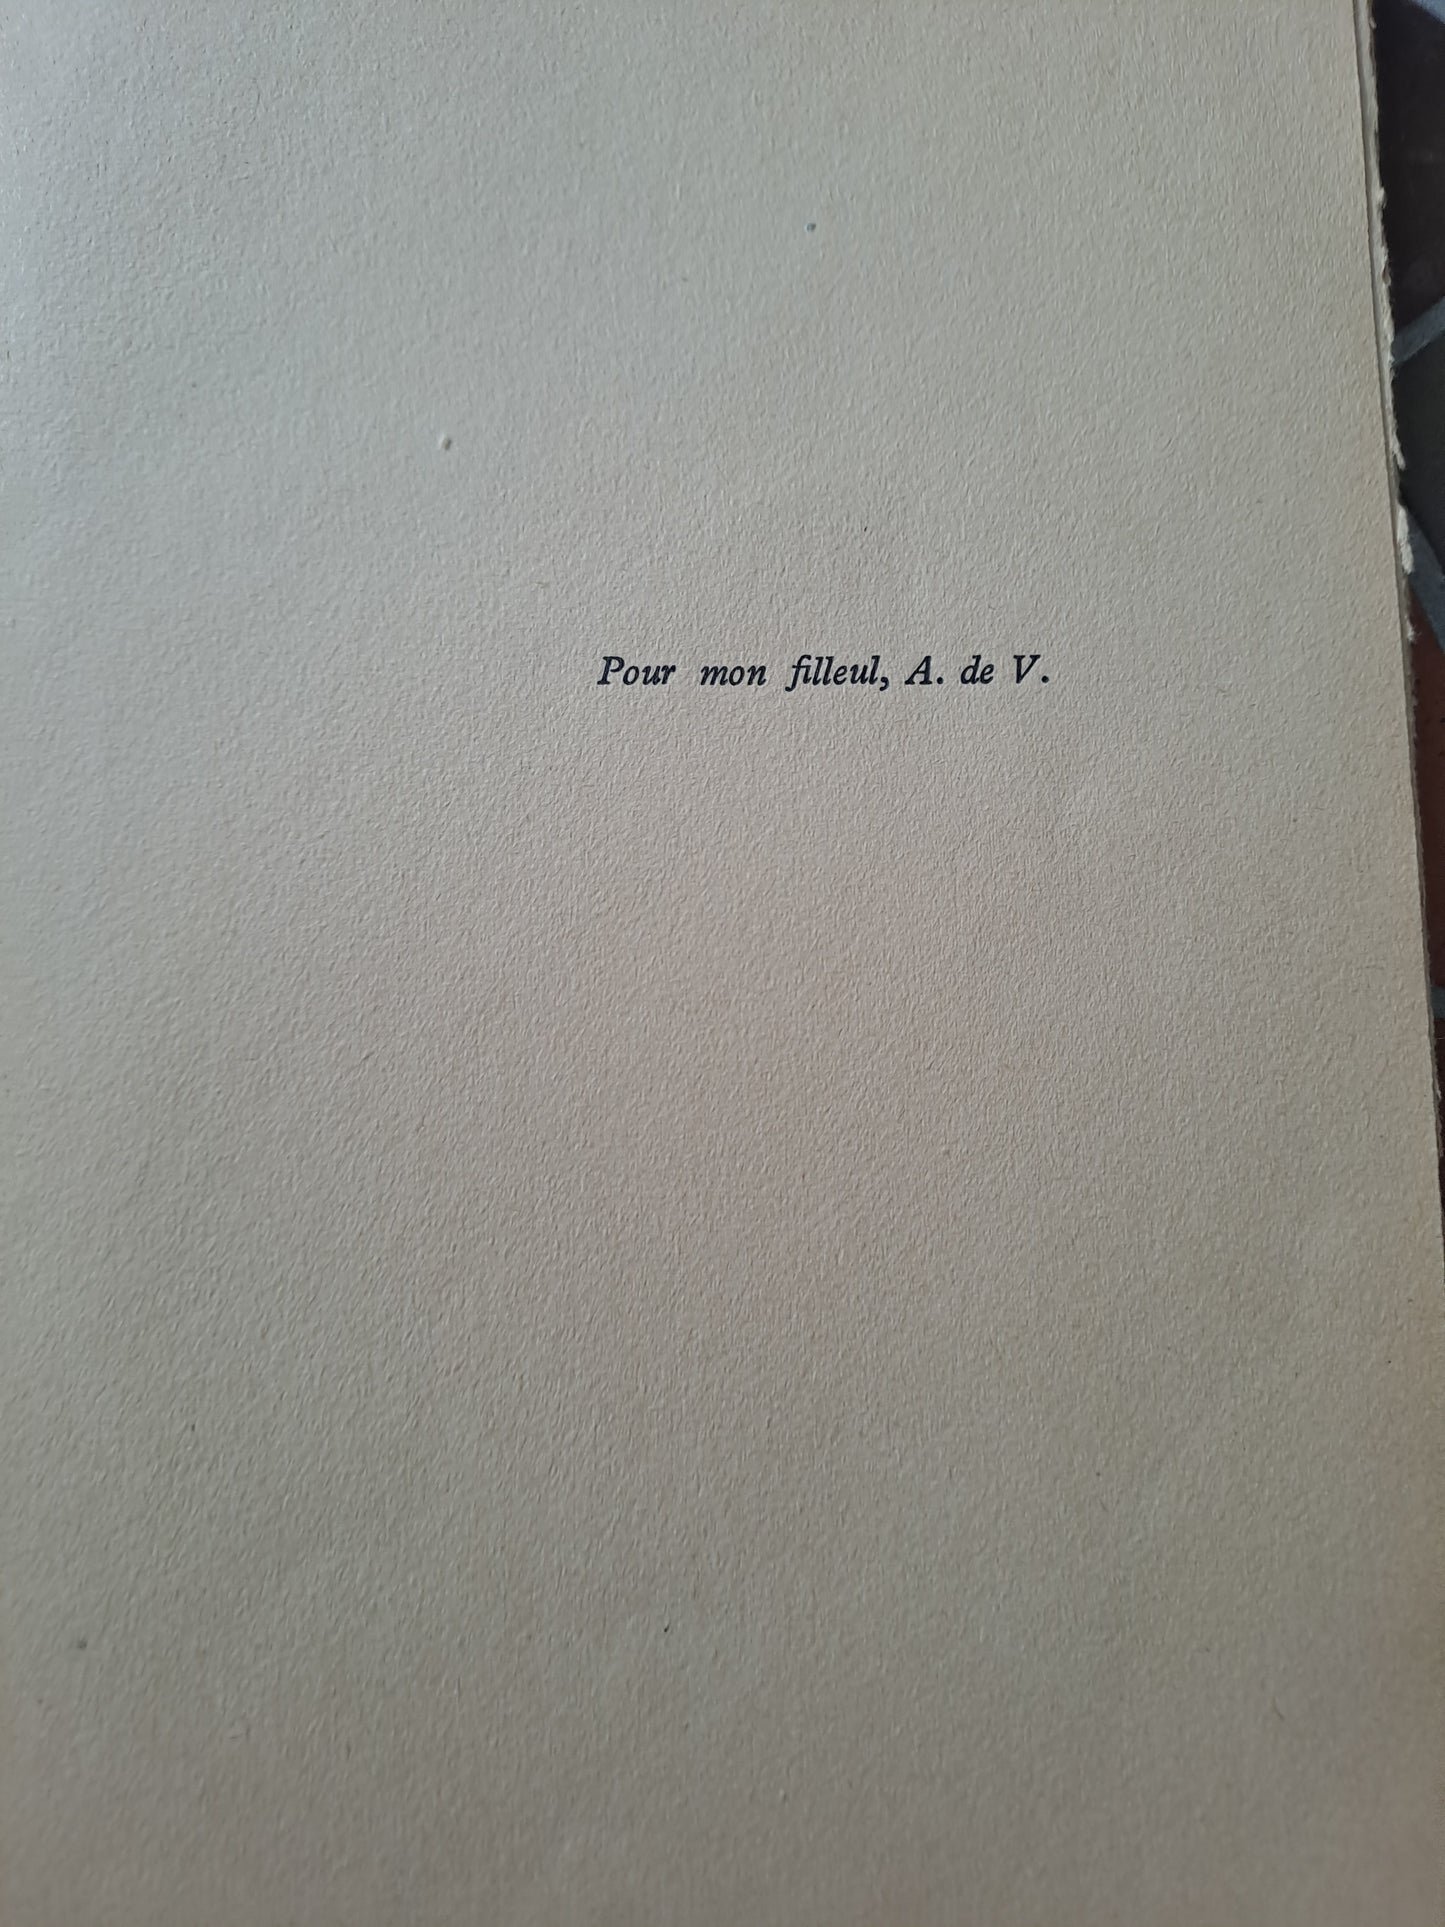 Pour mon filleul, A. de V.